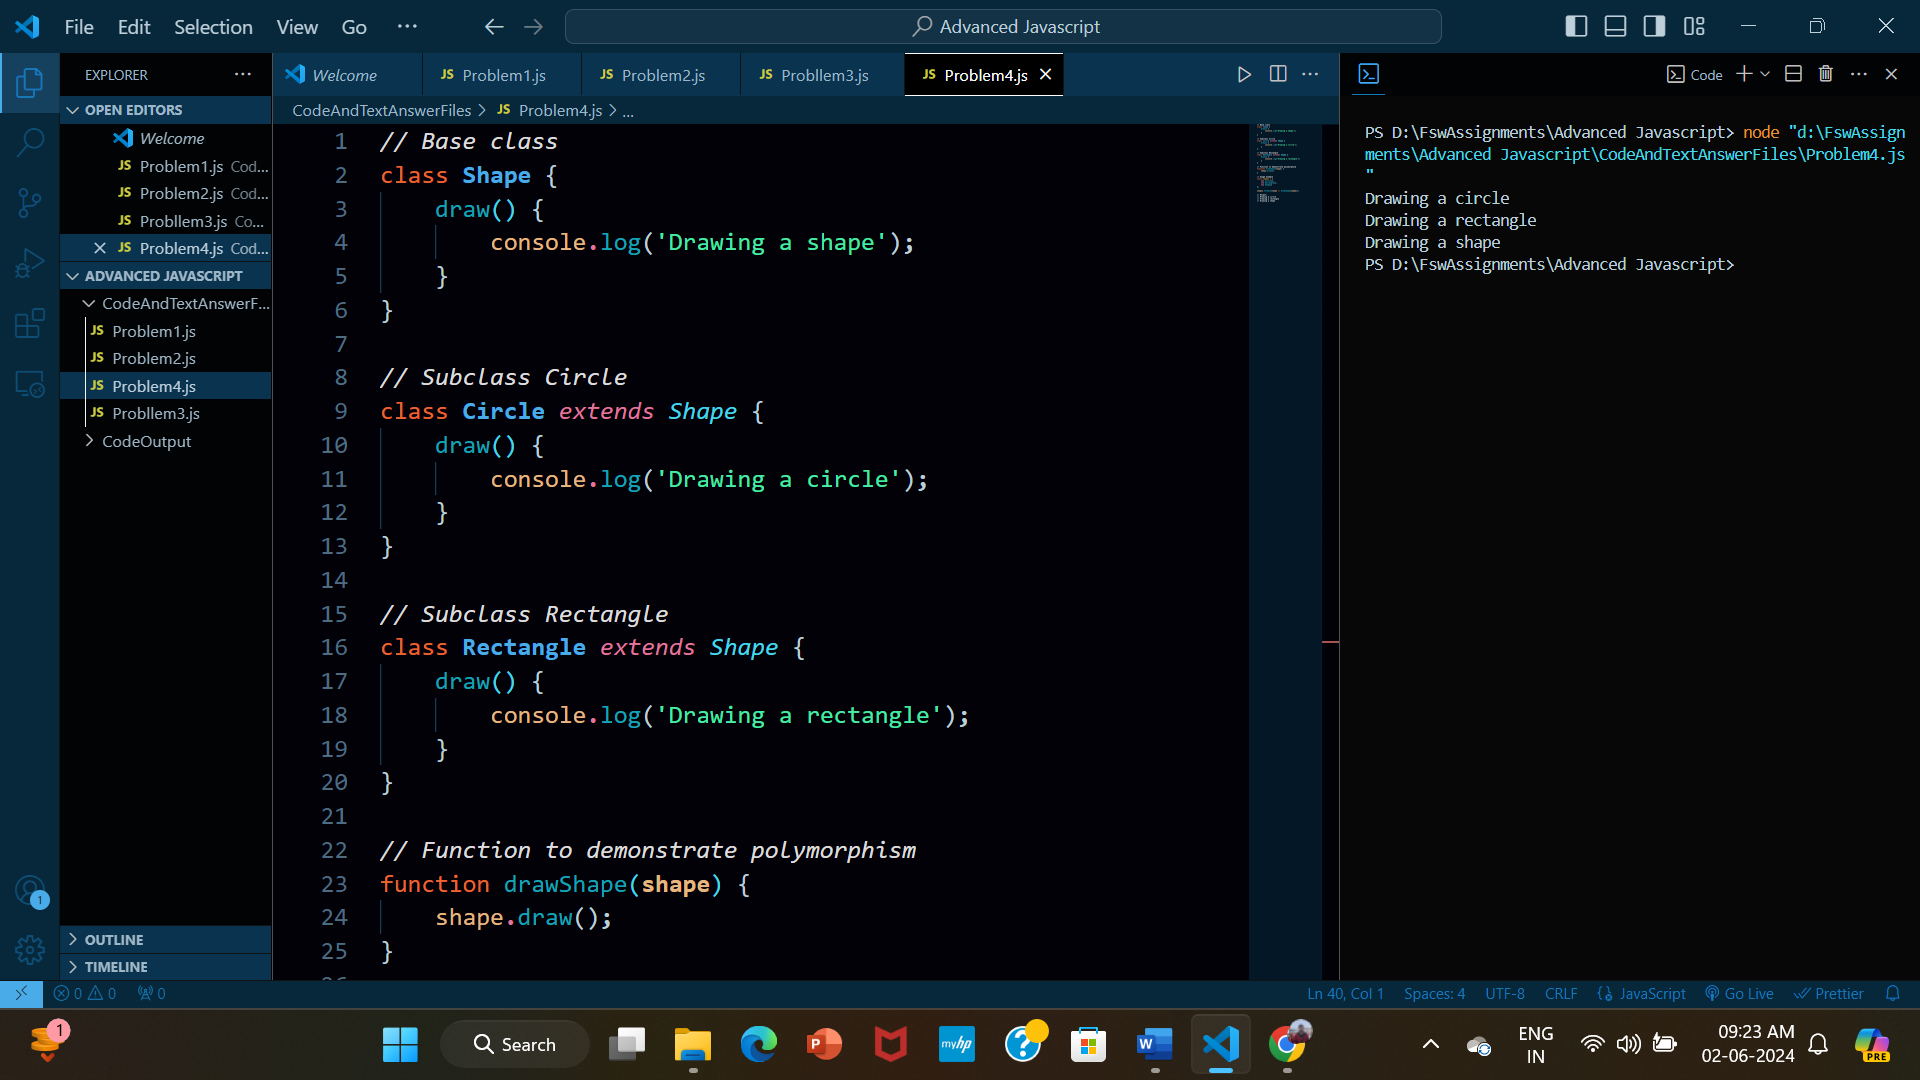 File Edit Selection View Go ··· Advanced Javascript
EXPLORER ···
OPEN EDITORS
Welcome
JS Problem1.js Cod...
JS Problem2.js Cod...
JS Probllem3.js Co...
JS Problem4.js Cod...
ADVANCED JAVASCRIPT
CodeAndTextAnswerF...
JS Problem1.js
JS Problem2.js
JS Problem4.js
JS Probllem3.js
CodeOutput
OUTLINE
TIMELINE
Welcome JS Problem1.js JS Problem2.js JS Probllem3.js JS Problem4.js
CodeAndTextAnswerFiles > JS Problem4.js > ...
1 // Base class
2 class Shape {
3 draw() {
4 console.log('Drawing a shape');
5 }
6 }
7
8 // Subclass Circle
9 class Circle extends Shape {
10 draw() {
11 console.log('Drawing a circle');
12 }
13 }
14
15 // Subclass Rectangle
16 class Rectangle extends Shape {
17 draw() {
18 console.log('Drawing a rectangle');
19 }
20 }
21
22 // Function to demonstrate polymorphism
23 function drawShape(shape) {
24 shape.draw();
25 }
Code
PS D:\FswAssignments\Advanced Javascript> node "d:\FswAssign
ments\Advanced Javascript\CodeAndTextAnswerFiles\Problem4.js
"
Drawing a circle
Drawing a rectangle
Drawing a shape
PS D:\FswAssignments\Advanced Javascript>
0 0 0 Ln 40, Col 1 Spaces: 4 UTF-8 CRLF {} JavaScript Go Live Prettier
1
1 Search P myhp ? W ENG 09:23 AM
IN 02-06-2024 PRE